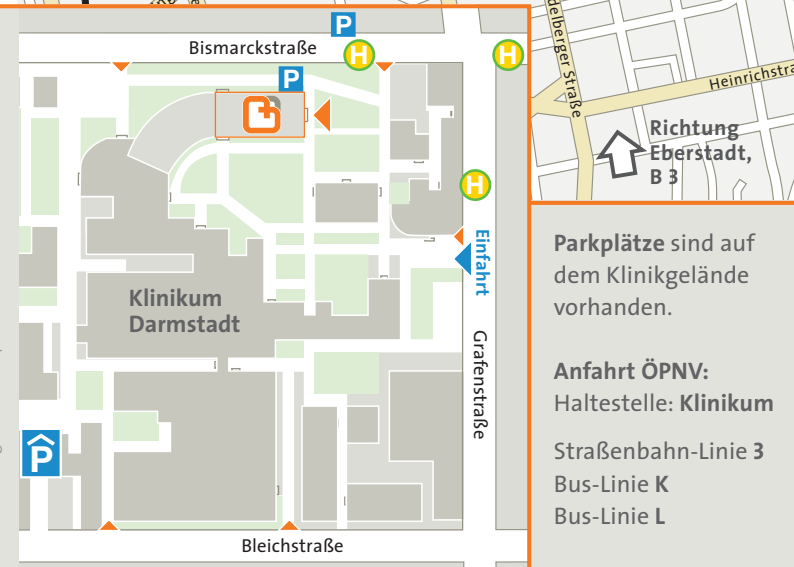 P
Bismarckstraße
H
H
P
H
Einfahrt
Klinikum
Darmstadt
Grafenstraße
P
Bleichstraße
delberger Straße
Heinrichstra
Richtung
Eberstadt,
B 3
Parkplätze sind auf
dem Klinikgelände
vorhanden.
Anfahrt ÖPNV:
Haltestelle: Klinikum
Straßenbahn-Linie 3
Bus-Linie K
Bus-Linie L